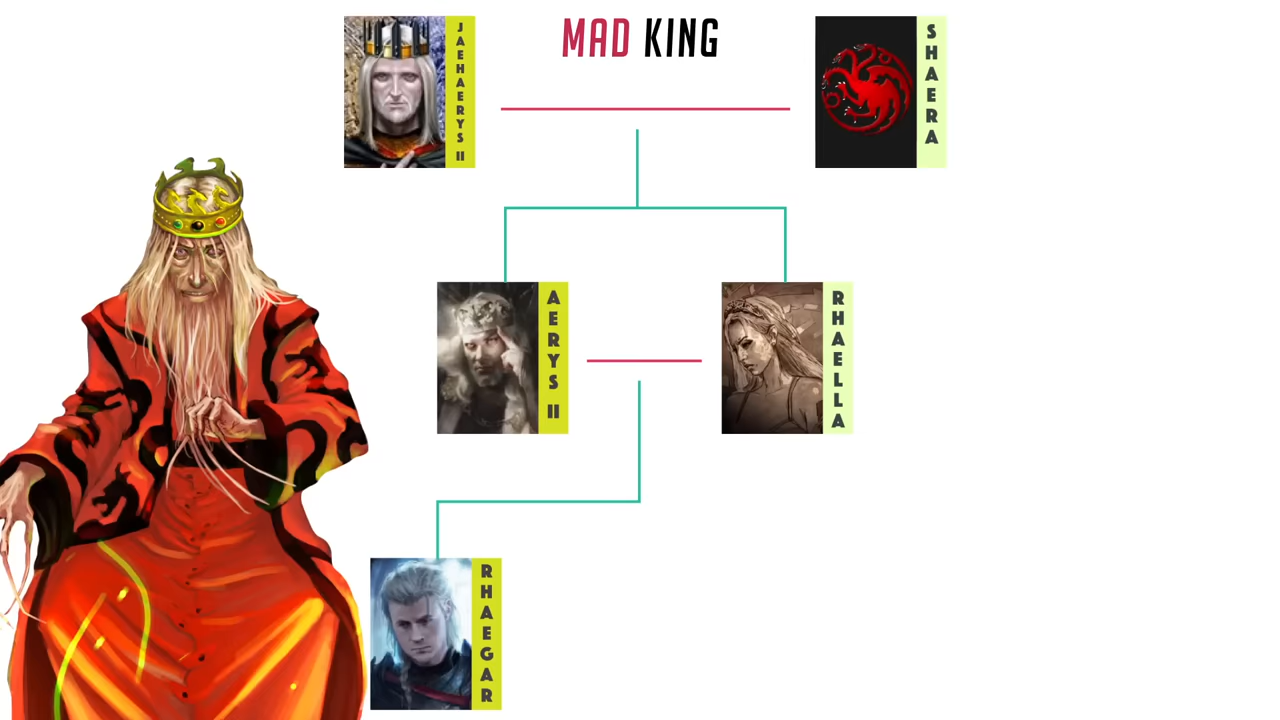 MAD KING
JAEHAERYS II
SHAERA
AERYS II
RHAELLA
RHAEGAR